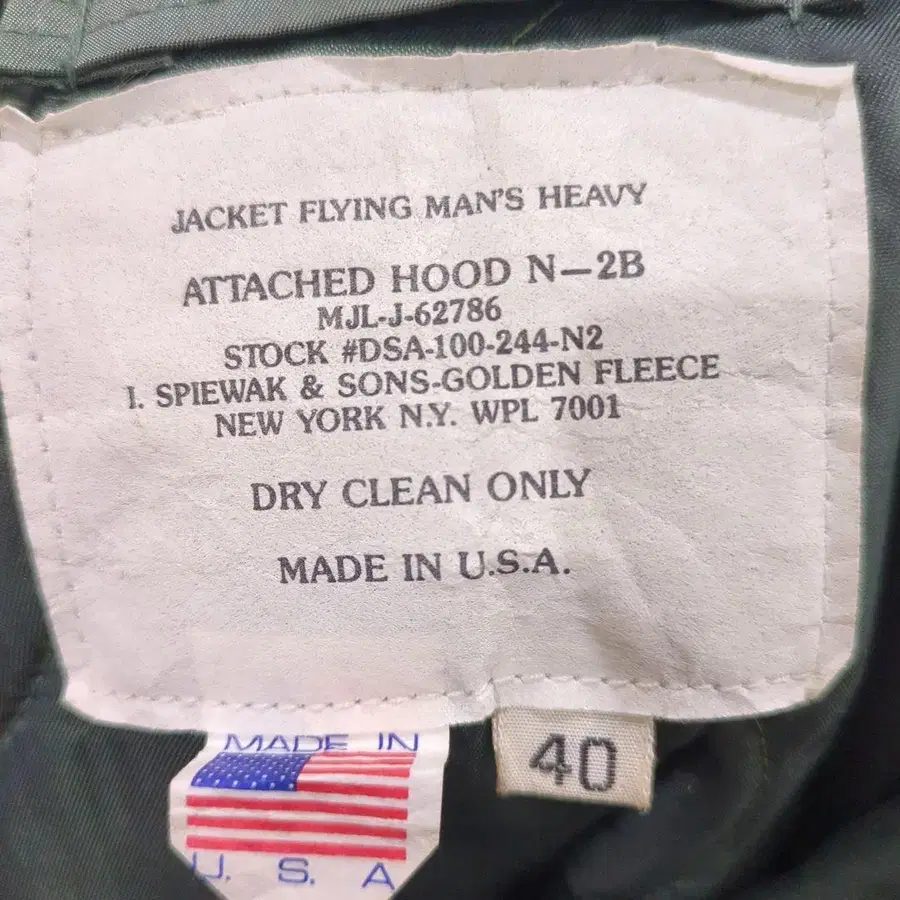 JACKET FLYING MAN'S HEAVY
ATTACHED HOOD N—2B
MJL-J-62786
STOCK #DSA-100-244-N2
I. SPIEWAK & SONS-GOLDEN FLEECE
NEW YORK N.Y. WPL 7001
DRY CLEAN ONLY
MADE IN U.S.A.
MADE IN
U. S. A
40